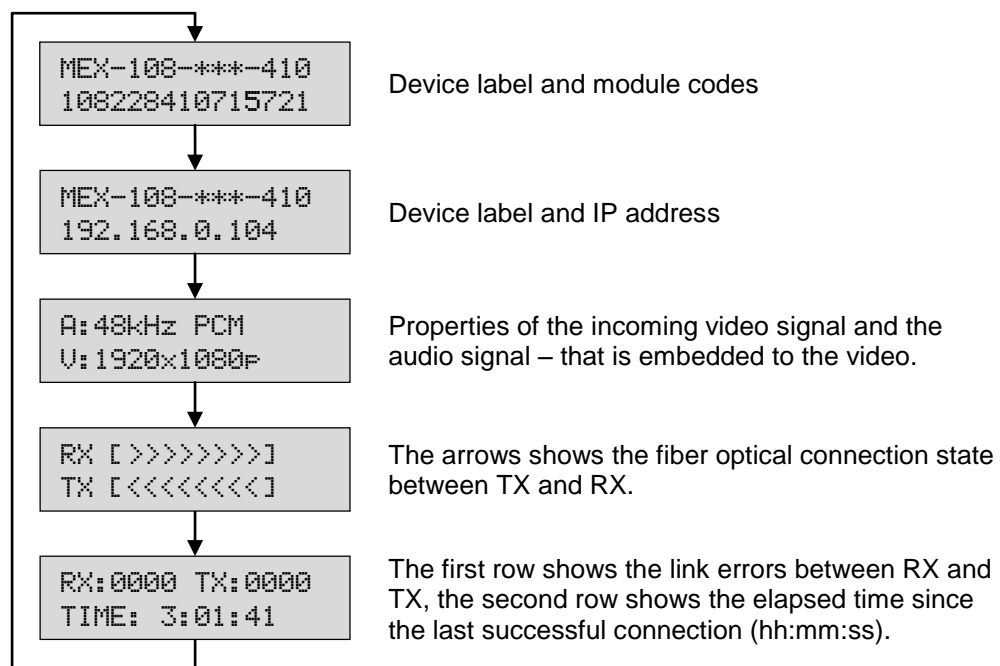 MEX-108-***-410
108228410715721
Device label and module codes
MEX-108-***-410
192.168.0.104
Device label and IP address
A:48kHz PCM
V:1920x1080p
Properties of the incoming video signal and the
audio signal – that is embedded to the video.
RX [>>>>>>>>]
TX [<<<<<<<<]
The arrows shows the fiber optical connection state
between TX and RX.
RX:0000 TX:0000
TIME: 3:01:41
The first row shows the link errors between RX and
TX, the second row shows the elapsed time since
the last successful connection (hh:mm:ss).